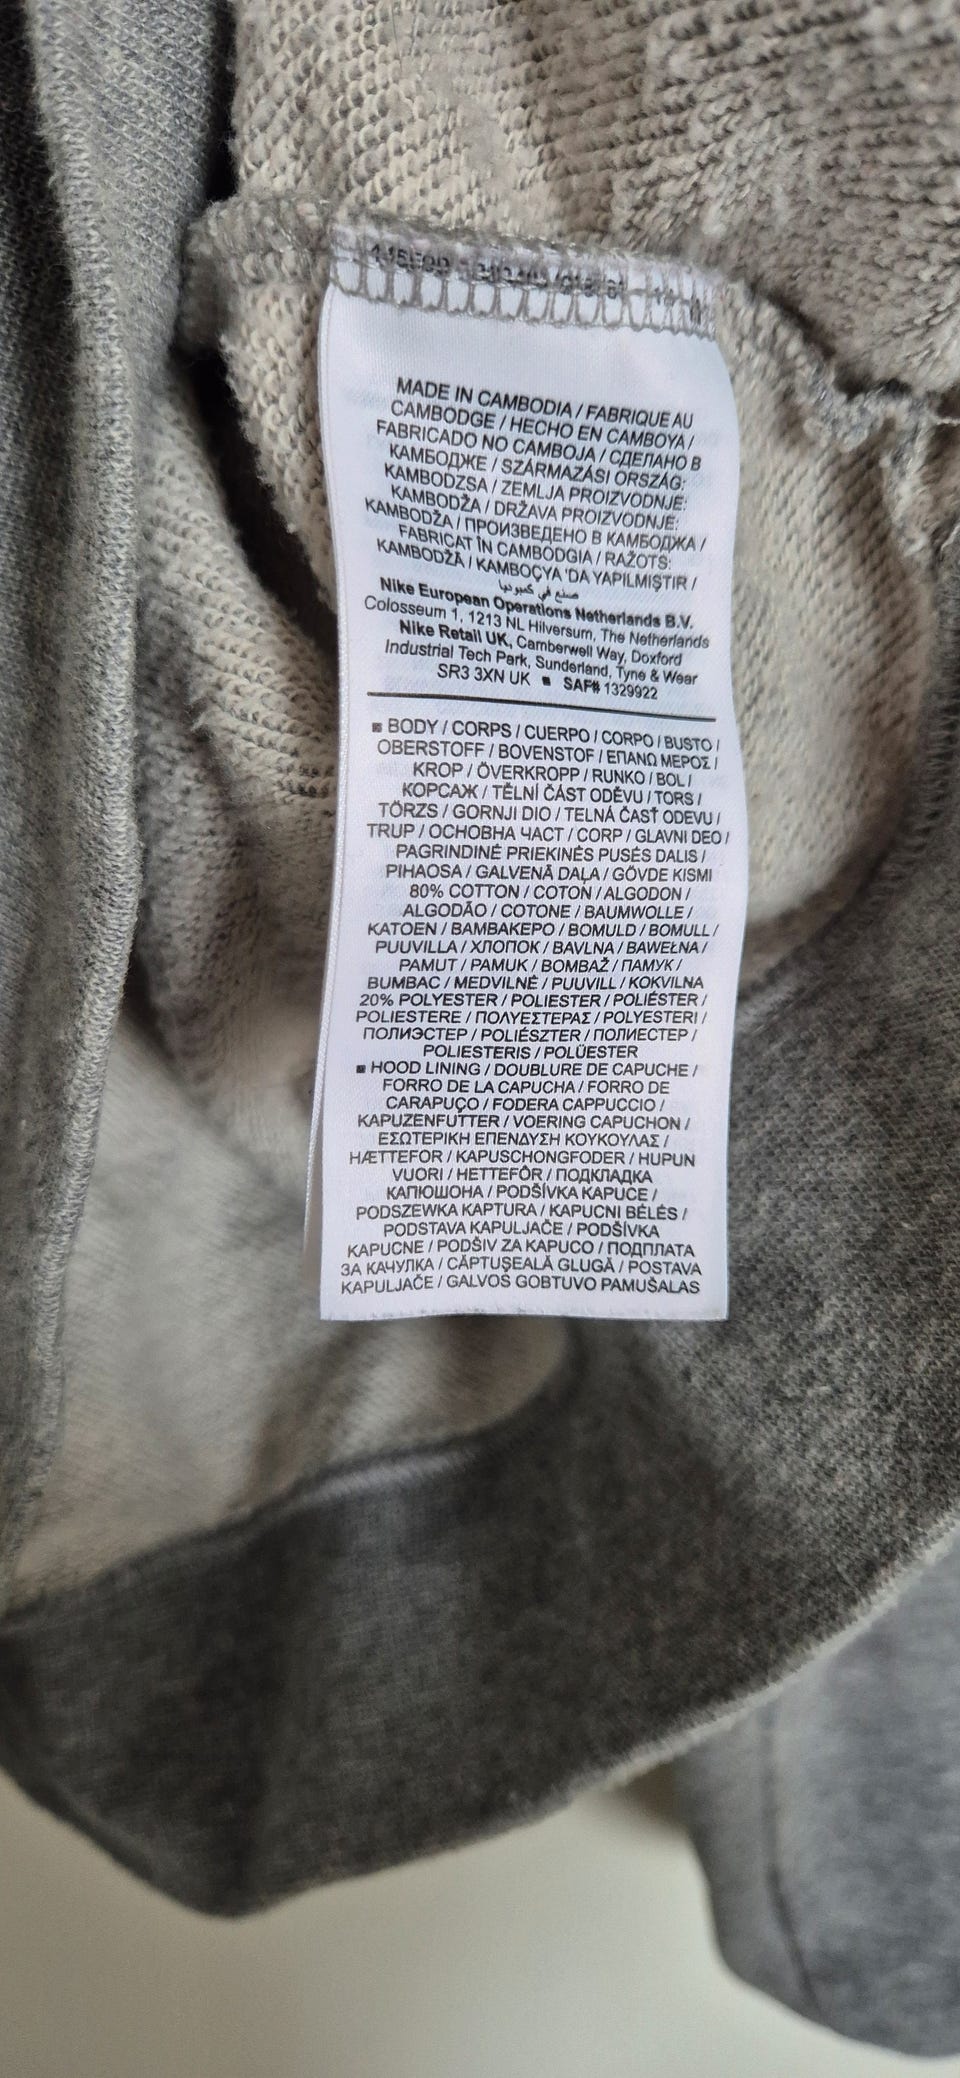 MADE IN CAMBODIA / FABRIQUE AU
CAMBODGE / HECHO EN CAMBOYA /
FABRICADO NO CAMBOJA / СДЕЛАНО В
КАМБОДЖЕ / SZÁRMAZÁSI ORSZÁG:
KAMBODZSA / ZEMLJA PROIZVODNJE:
KAMBODŽA / DRŽAVA PROIZVODNJE:
KAMBODŽA / ПРОИЗВЕДЕНО В КАМБОДЖА /
FABRICAT ÎN CAMBODGIA / RAŽOTS:
KAMBODŽĀ / KAMBOÇYA 'DA YAPILMIŞTIR /
صنع في كمبوديا
Nike European Operations Netherlands B.V.
Colosseum 1, 1213 NL Hilversum, The Netherlands
Nike Retail UK, Camberwell Way, Doxford
Industrial Tech Park, Sunderland, Tyne & Wear
SR3 3XN UK ■ SAF# 1329922
■ BODY / CORPS / CUERPO / CORPO / BUSTO /
OBERSTOFF / BOVENSTOF / ΕΠΑΝΩ ΜΕΡΟΣ /
KROP / ÖVERKROPP / RUNKO / BOL /
КОРСАЖ / TĚLNÍ ČÁST ODĚVU / TORS /
TÖRZS / GORNJI DIO / TELNÁ ČASŤ ODEVU /
TRUP / ОСНОВНА ЧАСТ / CORP / GLAVNI DEO /
PAGRINDINĖ PRIEKINĖS PUSĖS DALIS /
PIHAOSA / GALVENĀ DAĻA / GÖVDE KISMI
80% COTTON / COTON / ALGODON /
ALGODÃO / COTONE / BAUMWOLLE /
KATOEN / ΒΑΜΒΑΚΕΡΟ / BOMULD / BOMULL /
PUUVILLA / ХЛОПОК / BAVLNA / BAWEŁNA /
PAMUT / PAMUK / BOMBAŽ / ПАМУК /
BUMBAC / MEDVILNĖ / PUUVILL / KOKVILNA
20% POLYESTER / POLIESTER / POLIÉSTER /
POLIESTERE / ΠΟΛΥΕΣΤΕΡΑΣ / POLYESTERI /
ПОЛИЭСТЕР / POLIÉSZTER / ПОЛИЕСТЕР /
POLIESTERIS / POLÜESTER
■ HOOD LINING / DOUBLURE DE CAPUCHE /
FORRO DE LA CAPUCHA / FORRO DE
CARAPUÇO / FODERA CAPPUCCIO /
KAPUZENFUTTER / VOERING CAPUCHON /
ΕΣΩΤΕΡΙΚΗ ΕΠΕΝΔΥΣΗ ΚΟΥΚΟΥΛΑΣ /
HÆTTEFOR / KAPUSCHONGFODER / HUPUN
VUORI / HETTEFÔR / ПОДКЛАДКА
КАПЮШОНА / PODŠÍVKA KAPUCE /
PODSZEWKA KAPTURA / KAPUCNI BÉLÉS /
PODSTAVA KAPULJAČE / PODŠÍVKA
KAPUCNE / PODŠIV ZA KAPUCO / ПОДПЛАТА
ЗА КАЧУЛКА / CĂPTUŞEALĂ GLUGĂ / POSTAVA
KAPULJAČE / GALVOS GOBTUVO PAMUŠALAS